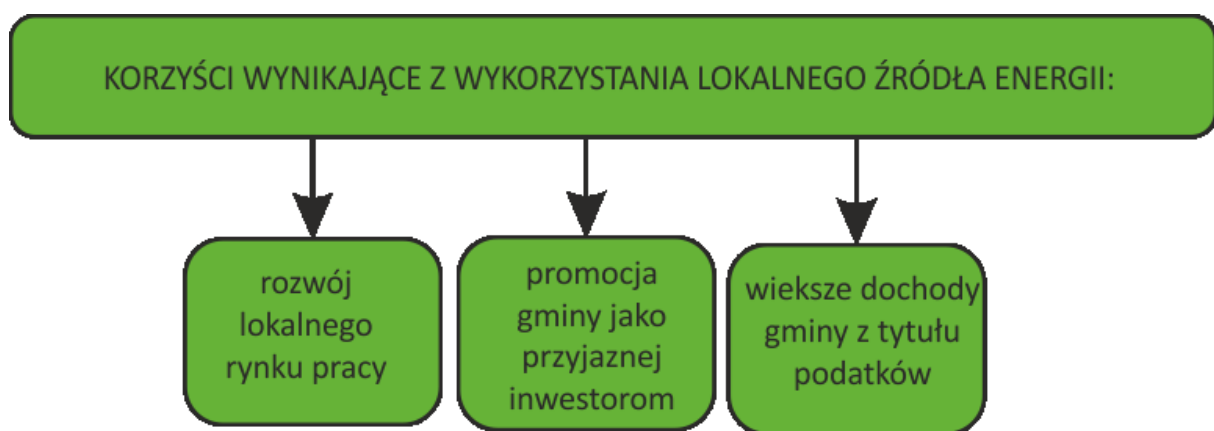 KORZYŚCI WYNIKAJĄCE Z WYKORZYSTANIA LOKALNEGO ŹRÓDŁA ENERGII:
rozwój
lokalnego
rynku pracy
promocja
gminy jako
przyjaznej
inwestorom
wieksze dochody
gminy z tytułu
podatków